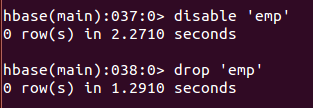 hbase(main):037:0> disable 'emp'
0 row(s) in 2.2710 seconds
hbase(main):038:0> drop 'emp'
0 row(s) in 1.2910 seconds